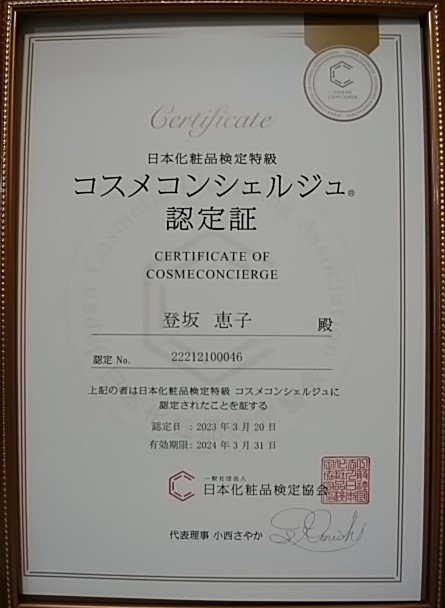 COSME
CONCIERGE
Certificate
日本化粧品検定特級
コスメコンシェルジュ®
認定証
CERTIFICATE OF
COSMECONCIERGE
登坂 恵子 殿
認定 No. 22212100046
上記の者は日本化粧品検定特級 コスメコンシェルジュに
認定されたことを証する
認定日 : 2023 年 3 月 20 日
有効期限: 2024 年 3 月 31 日
一般社団法人
日本化粧品検定協会
代表理事 小西さやか